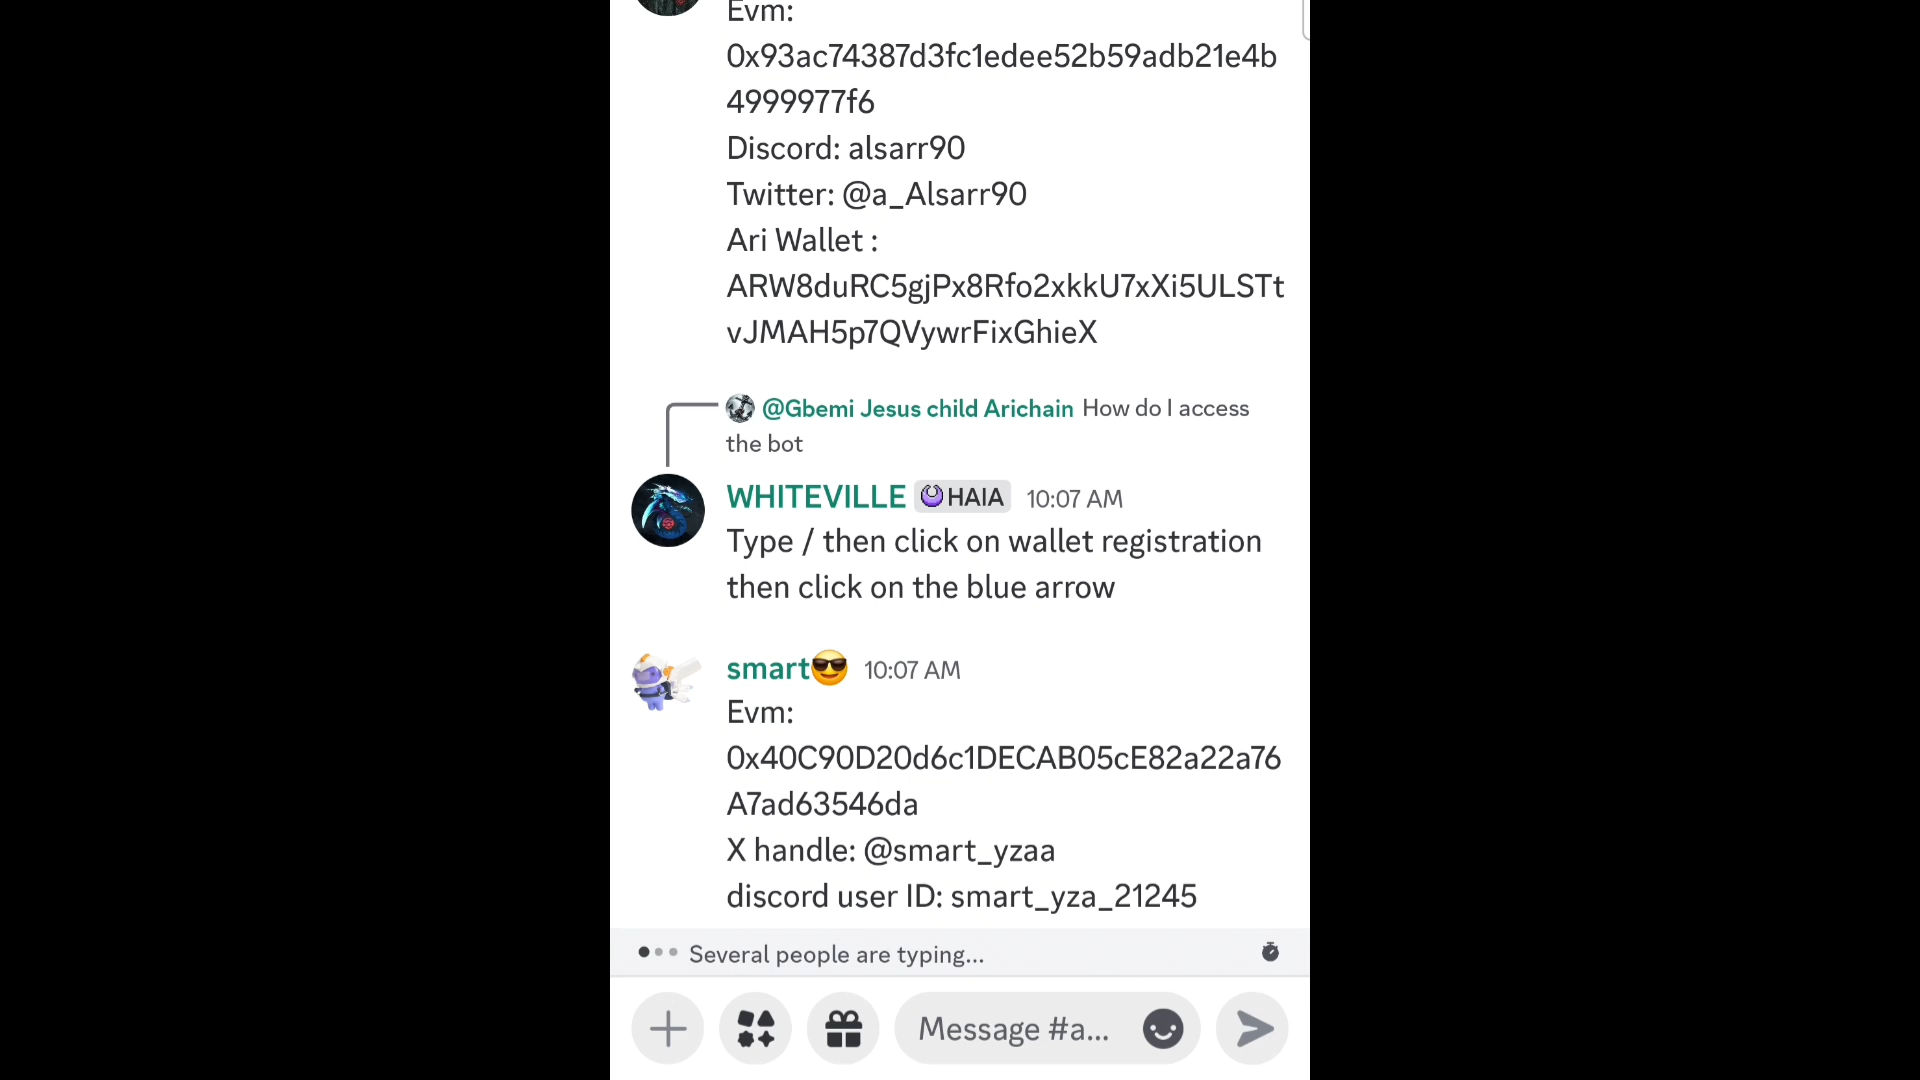 Evm:
0x93ac74387d3fc1edee52b59adb21e4b
4999977f6
Discord: alsarr90
Twitter: @a_Alsarr90
Ari Wallet :
ARW8duRC5gjPx8Rfo2xkkU7xXi5ULSTt
vJMAH5p7QVywrFixGhieX
@Gbemi Jesus child Arichain How do I access
the bot
WHITEVILLE HAIA 10:07 AM
Type / then click on wallet registration
then click on the blue arrow
smart😎 10:07 AM
Evm:
0x40C90D20d6c1DECAB05cE82a22a76
A7ad63546da
X handle: @smart_yzaa
discord user ID: smart_yza_21245
Several people are typing...
Message #a...